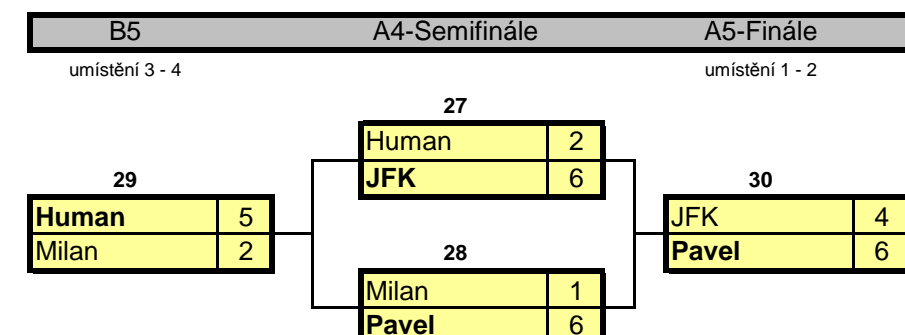 B5 A4-Semifinále A5-Finále
umístění 3 - 4 umístění 1 - 2
27
Human 2
JFK 6
29 30
Human 5 JFK 4
Milan 2 Pavel 6
28
Milan 1
Pavel 6